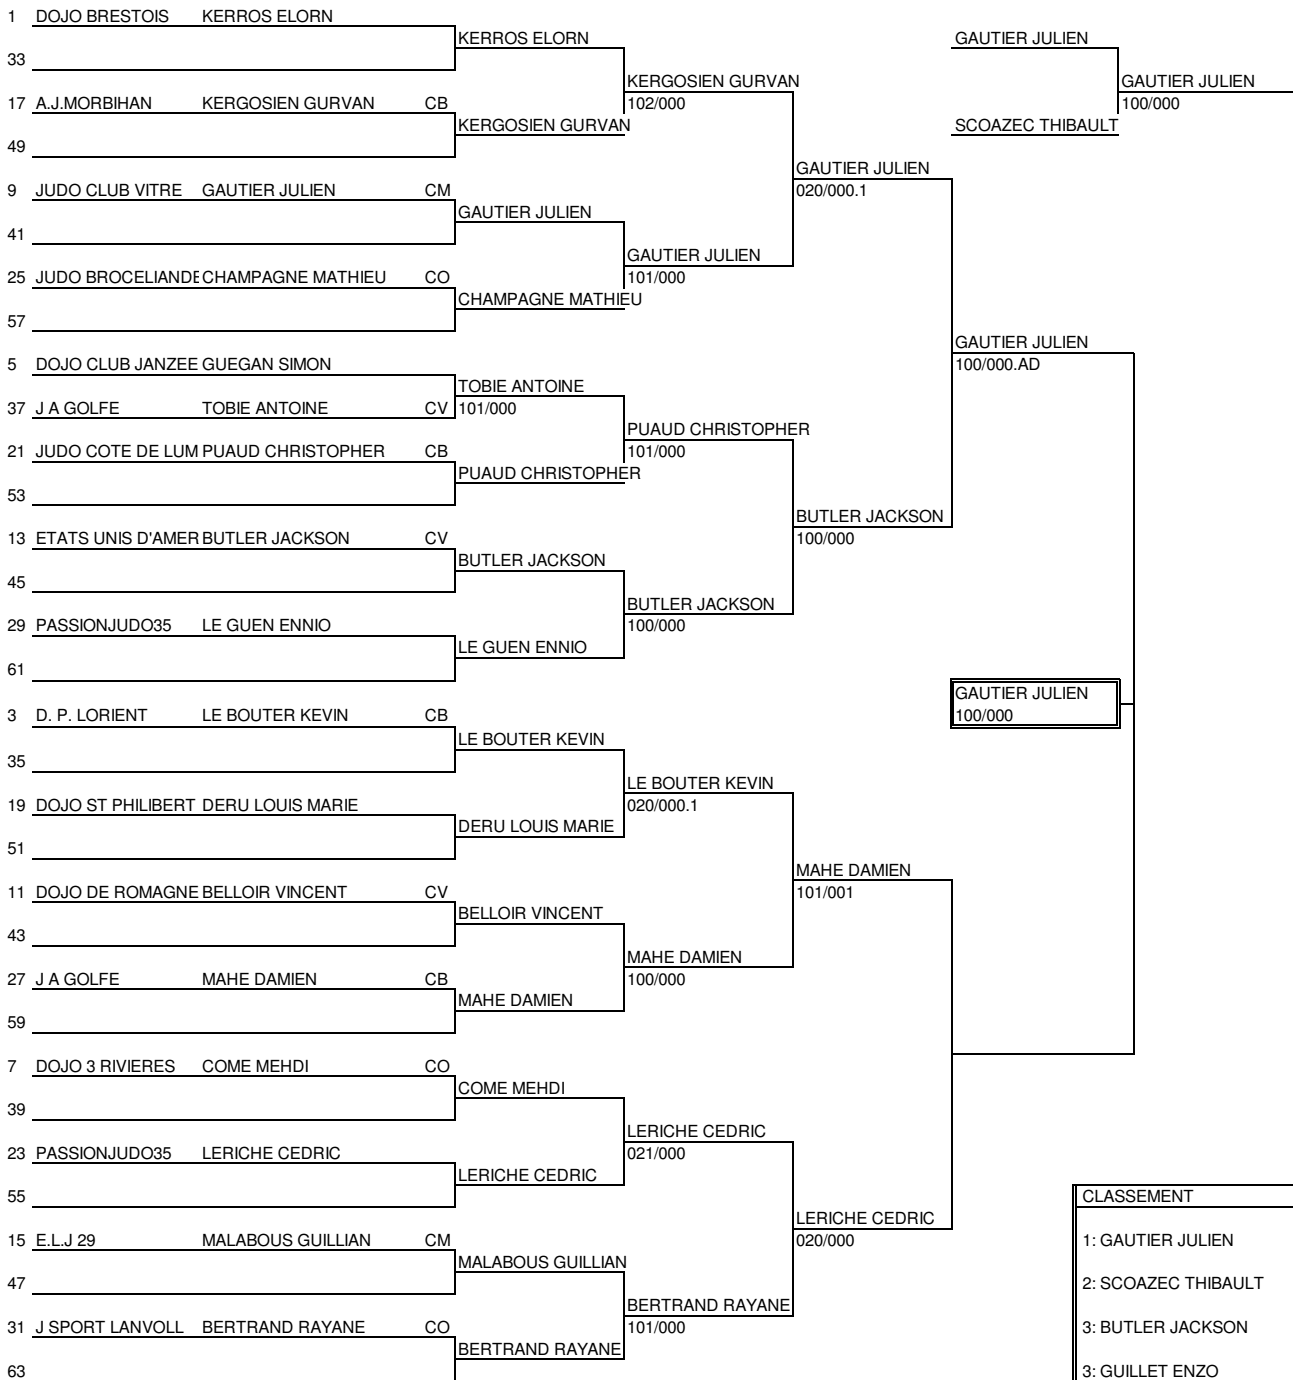 1 DOJO BRESTOIS KERROS ELORN
KERROS ELORN
GAUTIER JULIEN
33
KERGOSIEN GURVAN
GAUTIER JULIEN
17 A.J.MORBIHAN KERGOSIEN GURVAN CB
102/000
100/000
KERGOSIEN GURVAN
SCOAZEC THIBAULT
49
GAUTIER JULIEN
9 JUDO CLUB VITRE GAUTIER JULIEN CM
020/000.1
GAUTIER JULIEN
41
GAUTIER JULIEN
25 JUDO BROCELIANDE CHAMPAGNE MATHIEU CO
101/000
CHAMPAGNE MATHIEU
57
GAUTIER JULIEN
5 DOJO CLUB JANZEE GUEGAN SIMON
100/000.AD
TOBIE ANTOINE
37 J A GOLFE TOBIE ANTOINE CV
101/000
PUAUD CHRISTOPHER
21 JUDO COTE DE LUM PUAUD CHRISTOPHER CB
101/000
PUAUD CHRISTOPHER
53
BUTLER JACKSON
13 ETATS UNIS D'AMER BUTLER JACKSON CV
100/000
BUTLER JACKSON
45
BUTLER JACKSON
29 PASSIONJUDO35 LE GUEN ENNIO
100/000
LE GUEN ENNIO
61
GAUTIER JULIEN
3 D. P. LORIENT LE BOUTER KEVIN CB
100/000
LE BOUTER KEVIN
35
LE BOUTER KEVIN
19 DOJO ST PHILIBERT DERU LOUIS MARIE
020/000.1
DERU LOUIS MARIE
51
MAHE DAMIEN
11 DOJO DE ROMAGNE BELLOIR VINCENT CV
101/001
BELLOIR VINCENT
43
MAHE DAMIEN
27 J A GOLFE MAHE DAMIEN CB
100/000
MAHE DAMIEN
59
7 DOJO 3 RIVIERES COME MEHDI CO
COME MEHDI
39
LERICHE CEDRIC
23 PASSIONJUDO35 LERICHE CEDRIC
021/000
LERICHE CEDRIC
55
CLASSEMENT
LERICHE CEDRIC
15 E.L.J 29 MALABOUS GUILLIAN CM
020/000
1: GAUTIER JULIEN
MALABOUS GUILLIAN
47
2: SCOAZEC THIBAULT
BERTRAND RAYANE
31 J SPORT LANVOLL BERTRAND RAYANE CO
101/000
3: BUTLER JACKSON
BERTRAND RAYANE
63
3: GUILLET ENZO